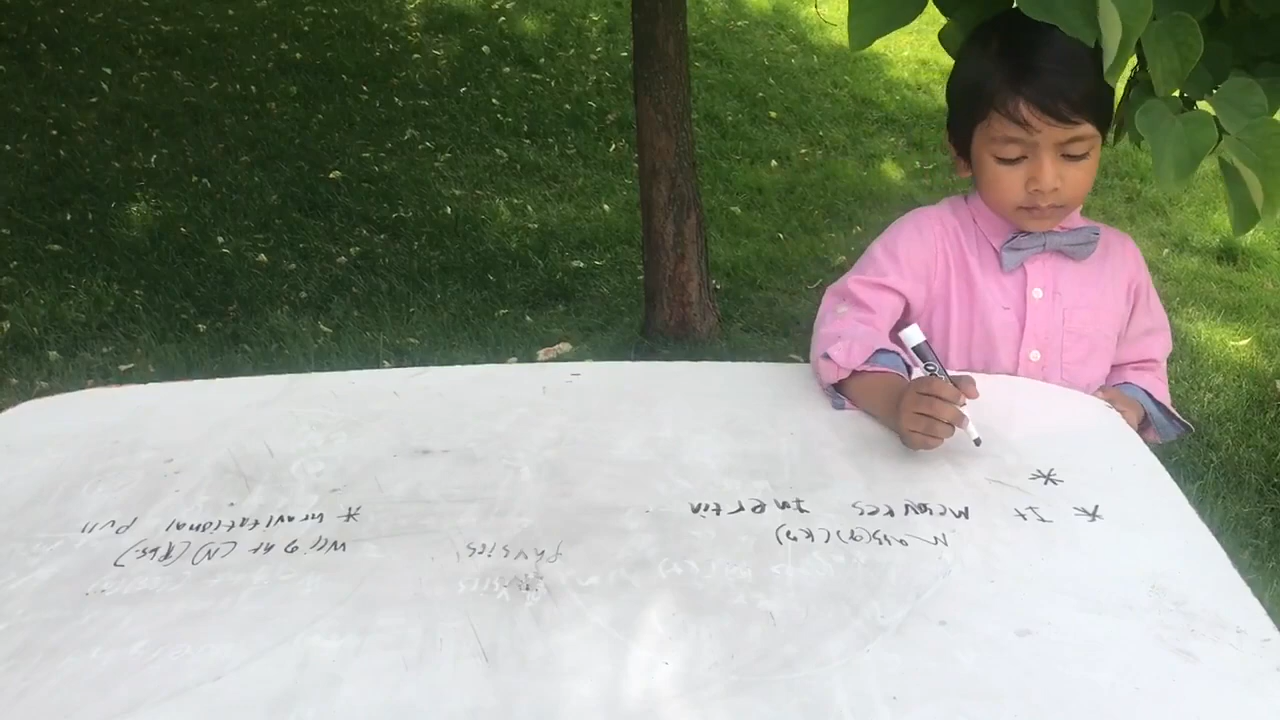 Physics
Mass(g)(kg)
* It Measures Inertia
*
Weight (N)(Lbs.)
* Gravitational Pull